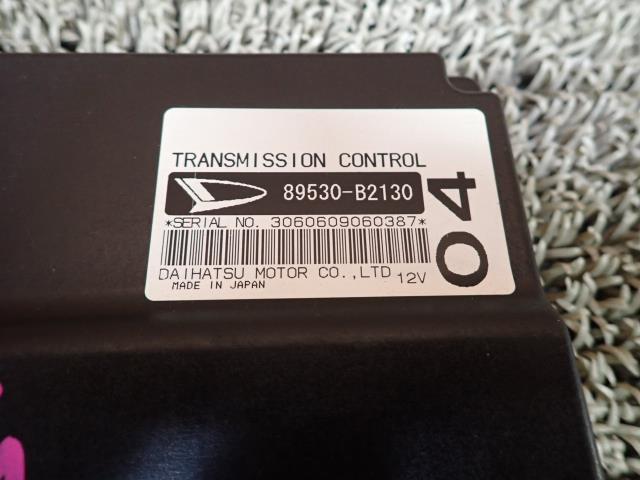 TRANSMISSION CONTROL
89530-B2130
*SERIAL NO. 3060609060387*
DAIHATSU MOTOR CO.,LTD 12V
MADE IN JAPAN
04